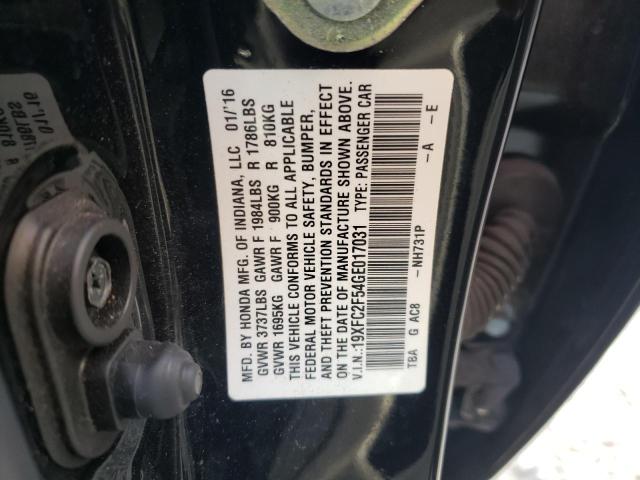 MFD. BY HONDA MFG. OF INDIANA, LLC 01/'16
GVWR 3737LBS GAWR F 1984LBS R 1786LBS
GVWR 1695KG GAWR F 900KG R 810KG
THIS VEHICLE CONFORMS TO ALL APPLICABLE
FEDERAL MOTOR VEHICLE SAFETY, BUMPER,
AND THEFT PREVENTION STANDARDS IN EFFECT
ON THE DATE OF MANUFACTURE SHOWN ABOVE.
V.I.N.:19XFC2F54GE017031 TYPE: PASSENGER CAR
TBA G AC8 - NH731P - A - E